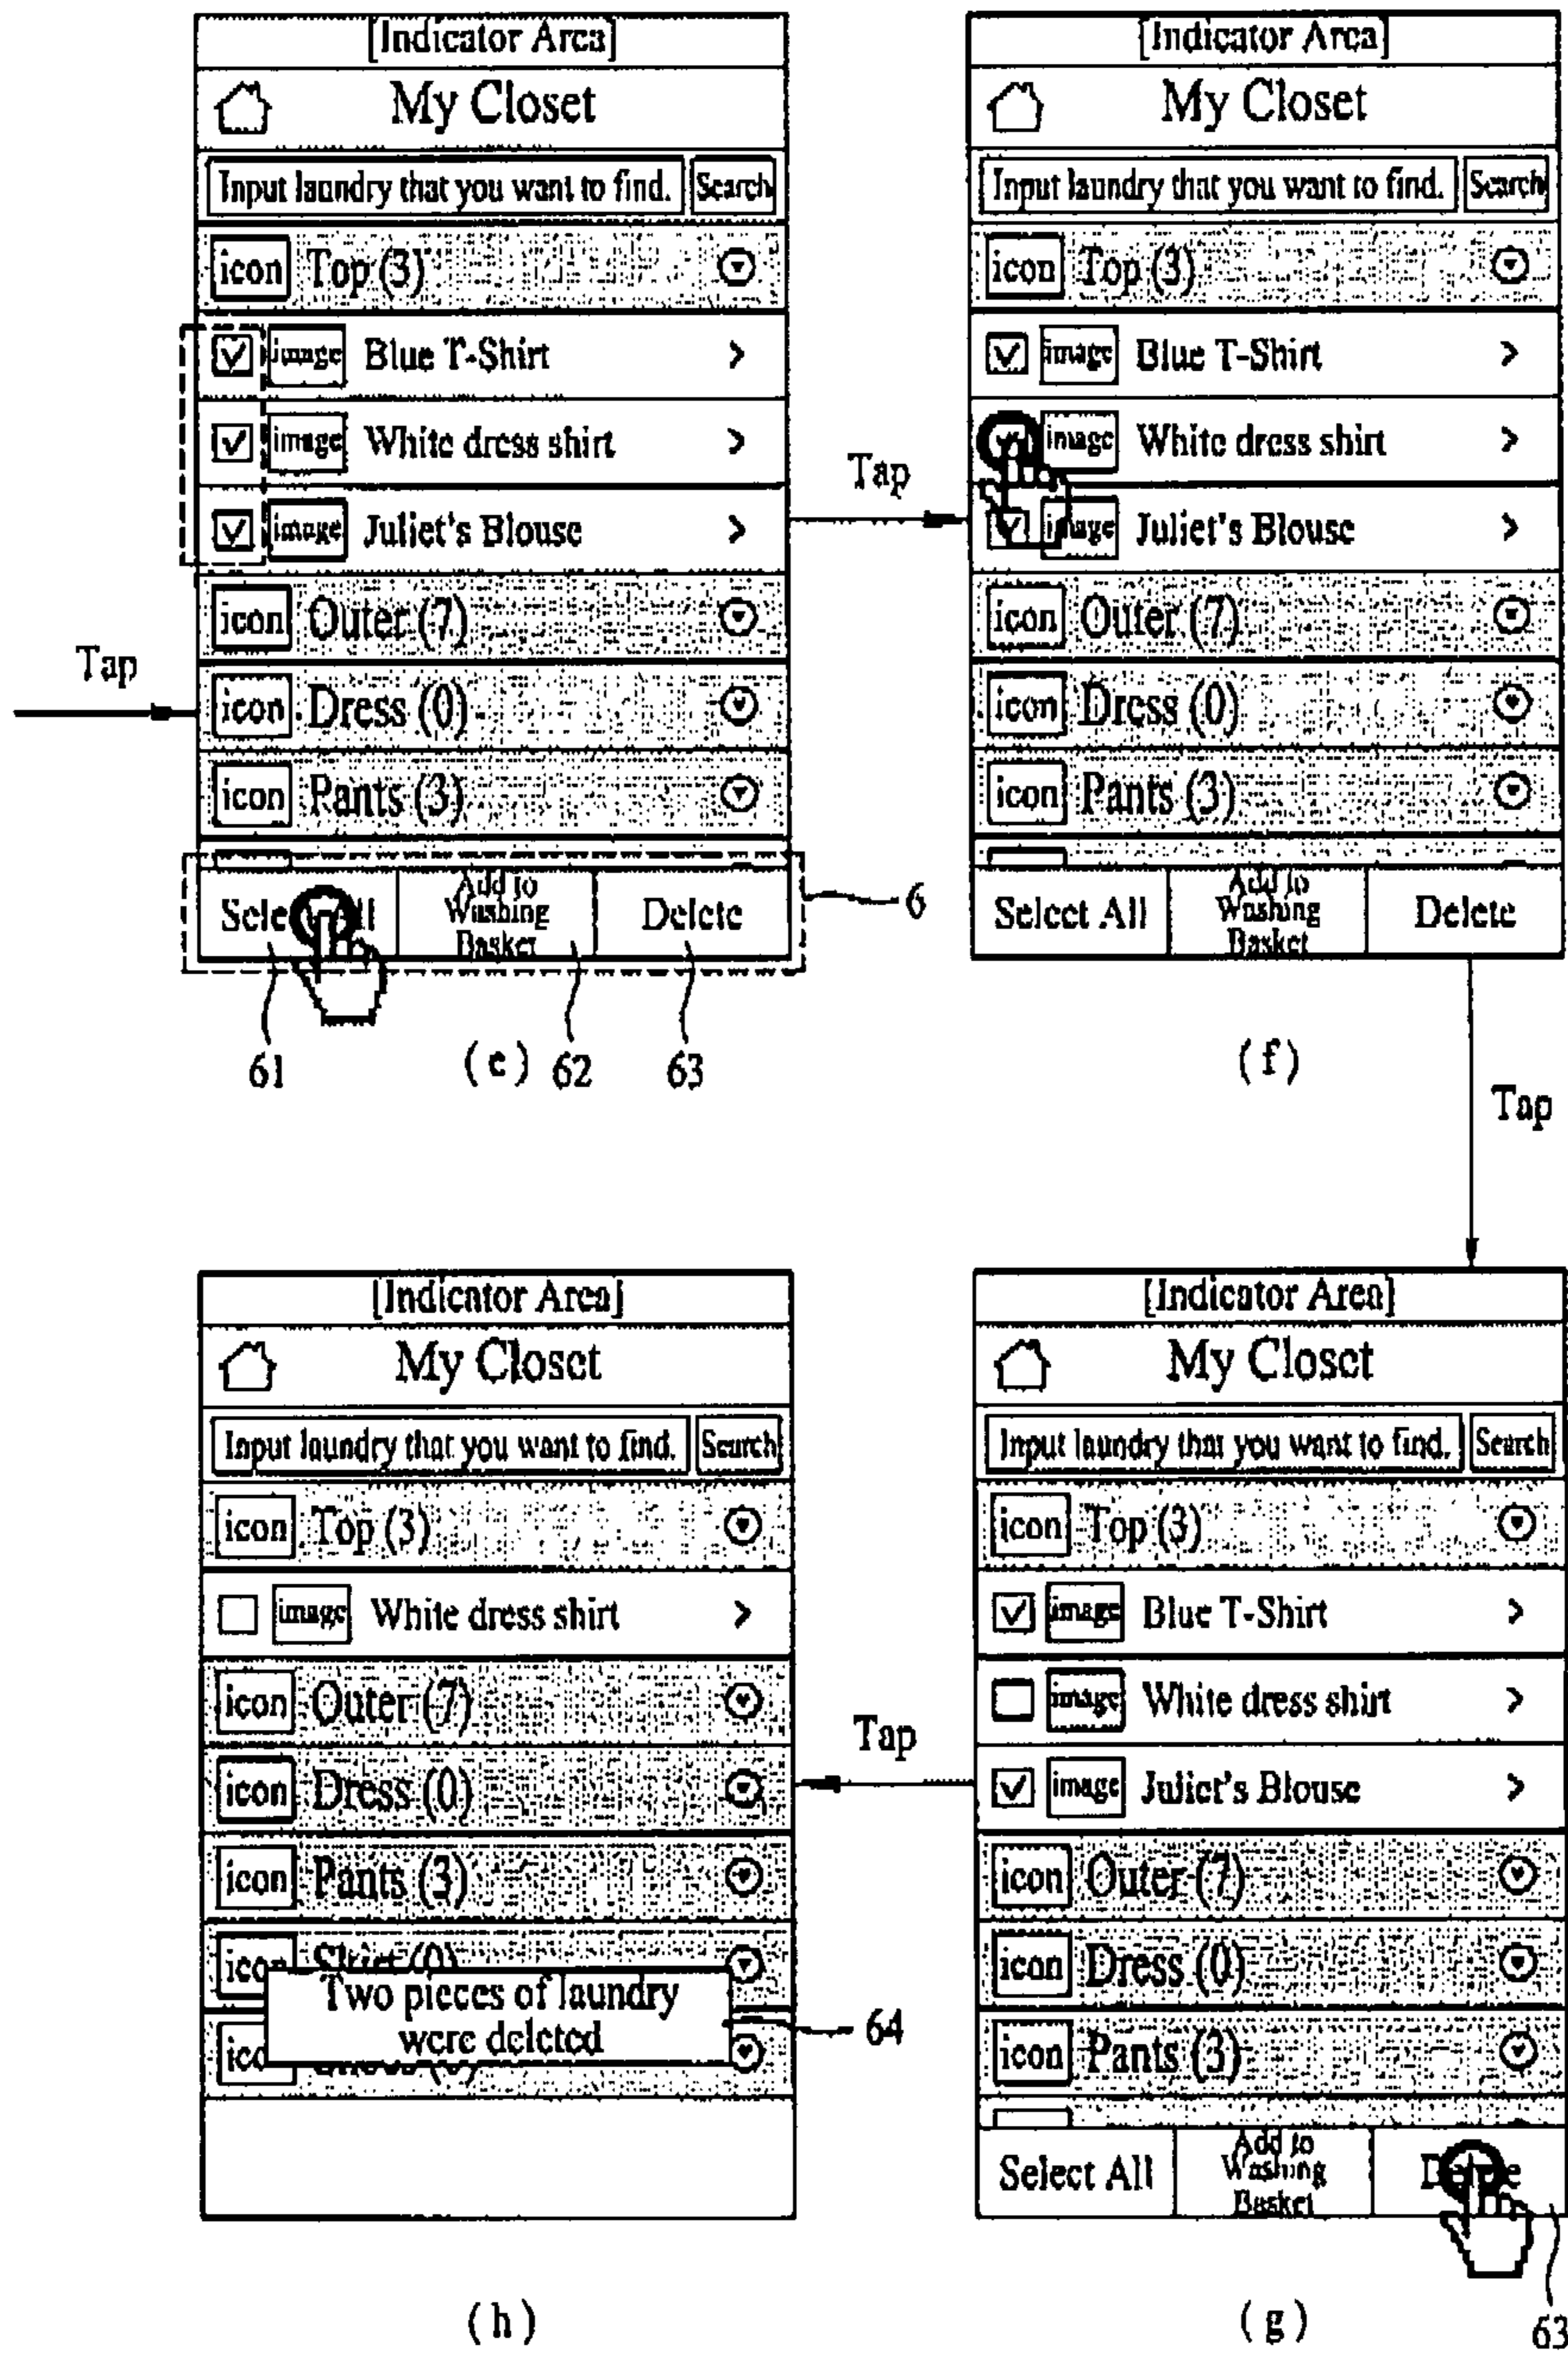 [Indicator Area]
My Closet
Input laundry that you want to find.
Search
icon Top (3)
image Blue T-Shirt >
image White dress shirt >
image Juliet's Blouse >
icon Outer (7)
icon Dress (0)
icon Pants (3)
Select All
Add to
Washing
Basket
Delete
Tap
6
61
62
63
(e)
Tap
[Indicator Area]
My Closet
Input laundry that you want to find.
Search
icon Top (3)
image Blue T-Shirt >
image White dress shirt >
image Juliet's Blouse >
icon Outer (7)
icon Dress (0)
icon Pants (3)
Select All
Add to
Washing
Basket
Delete
(f)
Tap
[Indicator Area]
My Closet
Input laundry that you want to find.
Search
icon Top (3)
image White dress shirt >
icon Outer (7)
icon Dress (0)
icon Pants (3)
Two pieces of laundry
were deleted
64
(h)
Tap
[Indicator Area]
My Closet
Input laundry that you want to find.
Search
icon Top (3)
image Blue T-Shirt >
image White dress shirt >
image Juliet's Blouse >
icon Outer (7)
icon Dress (0)
icon Pants (3)
Select All
Add to
Washing
Basket
Delete
63
(g)